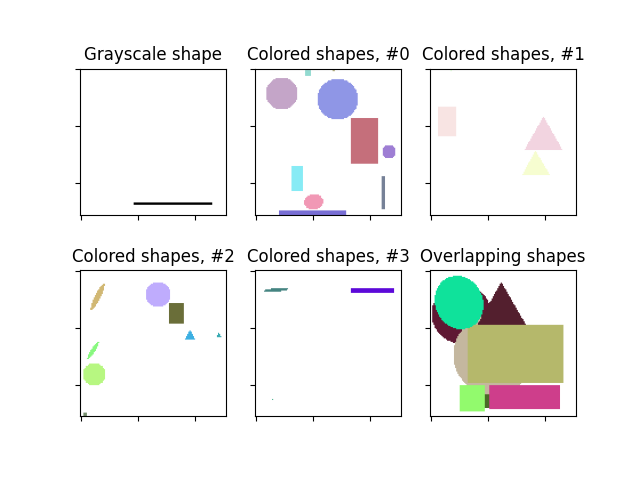 Grayscale shape
Colored shapes, #0
Colored shapes, #1
Colored shapes, #2
Colored shapes, #3
Overlapping shapes